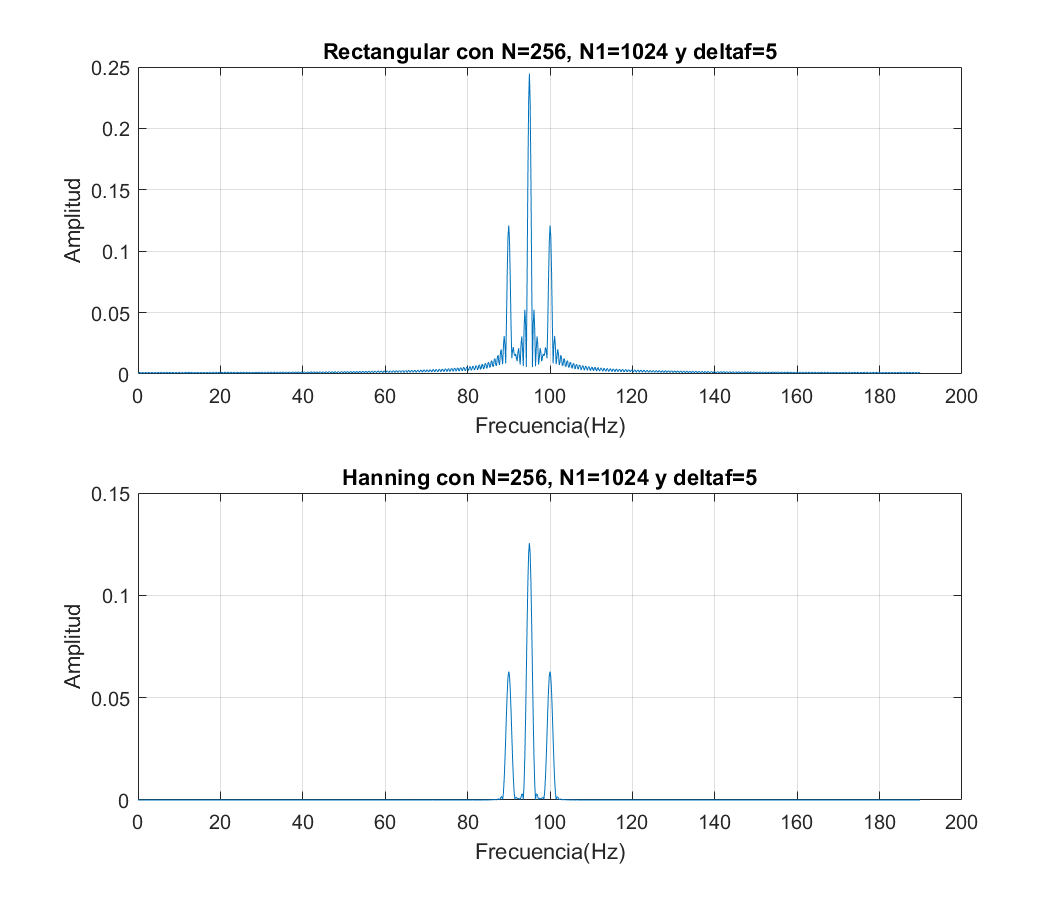 Rectangular con N=256, N1=1024 y deltaf=5
0.25
0.2
0.15
0.1
0.05
0
Amplitud
0 20 40 60 80 100 120 140 160 180 200
Frecuencia(Hz)
Hanning con N=256, N1=1024 y deltaf=5
0.15
0.1
0.05
0
Amplitud
0 20 40 60 80 100 120 140 160 180 200
Frecuencia(Hz)